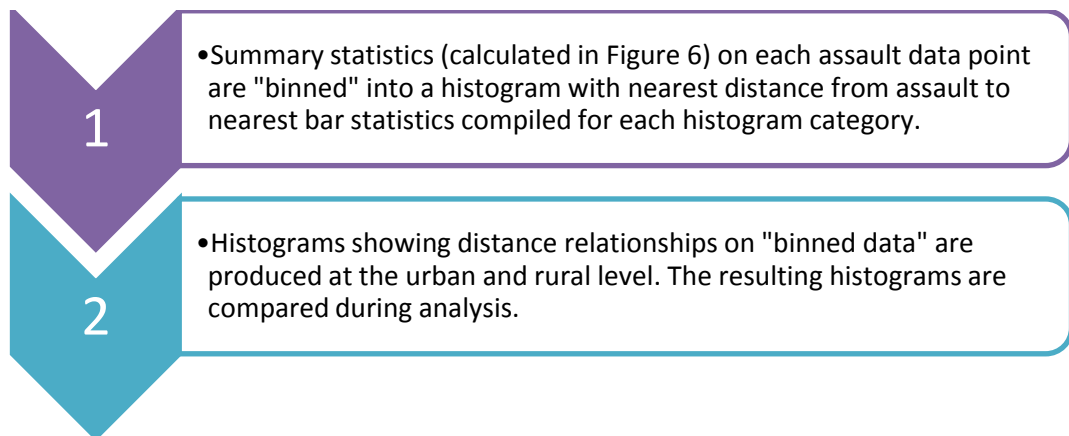 1
•Summary statistics (calculated in Figure 6) on each assault data point
are "binned" into a histogram with nearest distance from assault to
nearest bar statistics compiled for each histogram category.
2
•Histograms showing distance relationships on "binned data" are
produced at the urban and rural level. The resulting histograms are
compared during analysis.